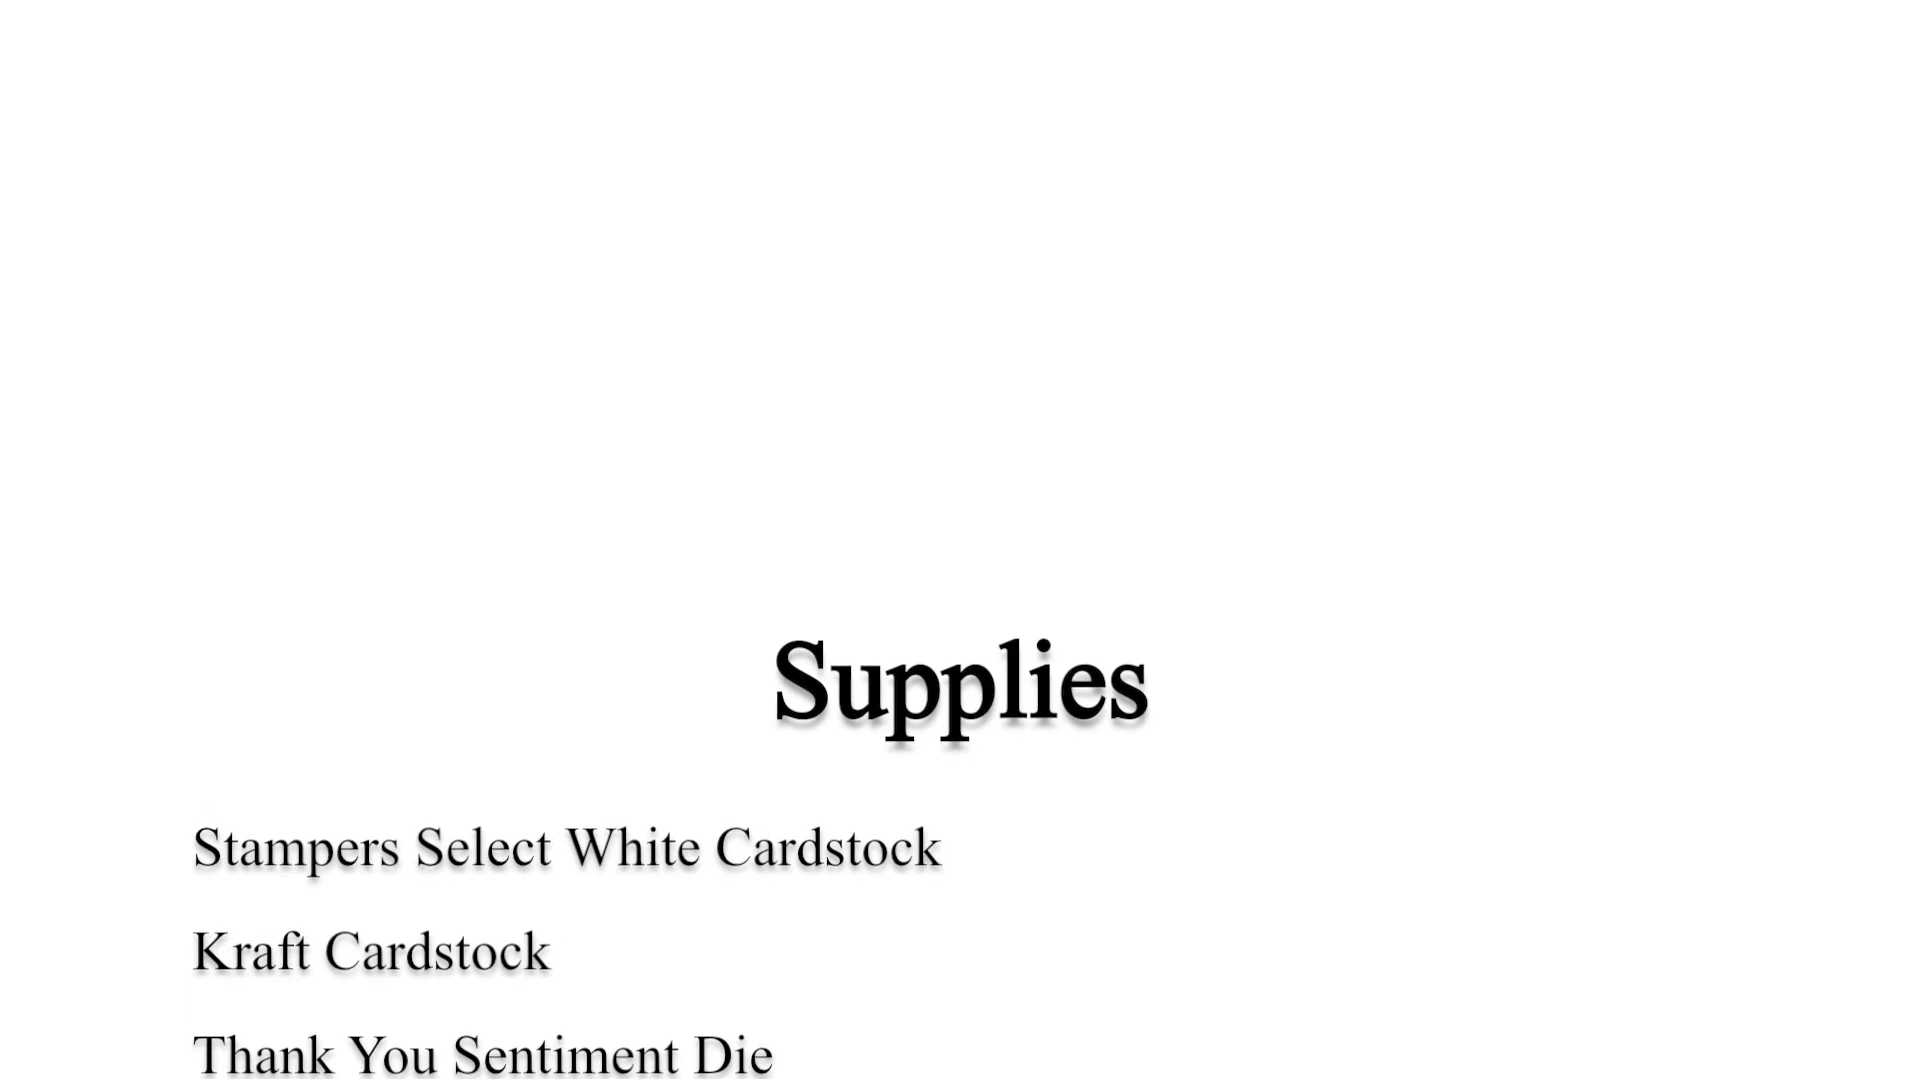 Supplies
Stampers Select White Cardstock
Kraft Cardstock
Thank You Sentiment Die